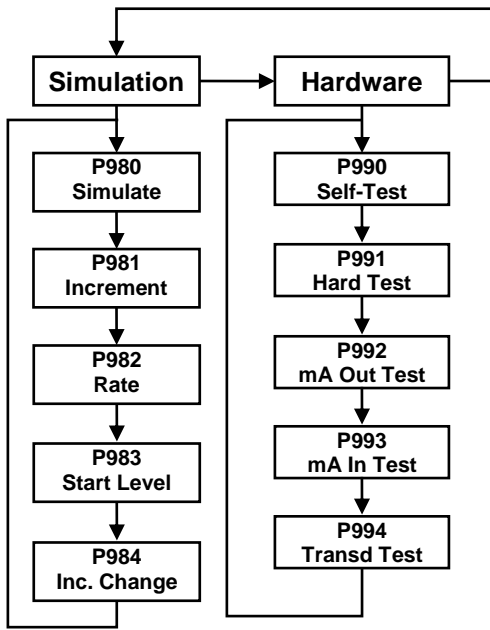 Simulation
Hardware
P980
Simulate
P981
Increment
P982
Rate
P983
Start Level
P984
Inc. Change
P990
Self-Test
P991
Hard Test
P992
mA Out Test
P993
mA In Test
P994
Transd Test